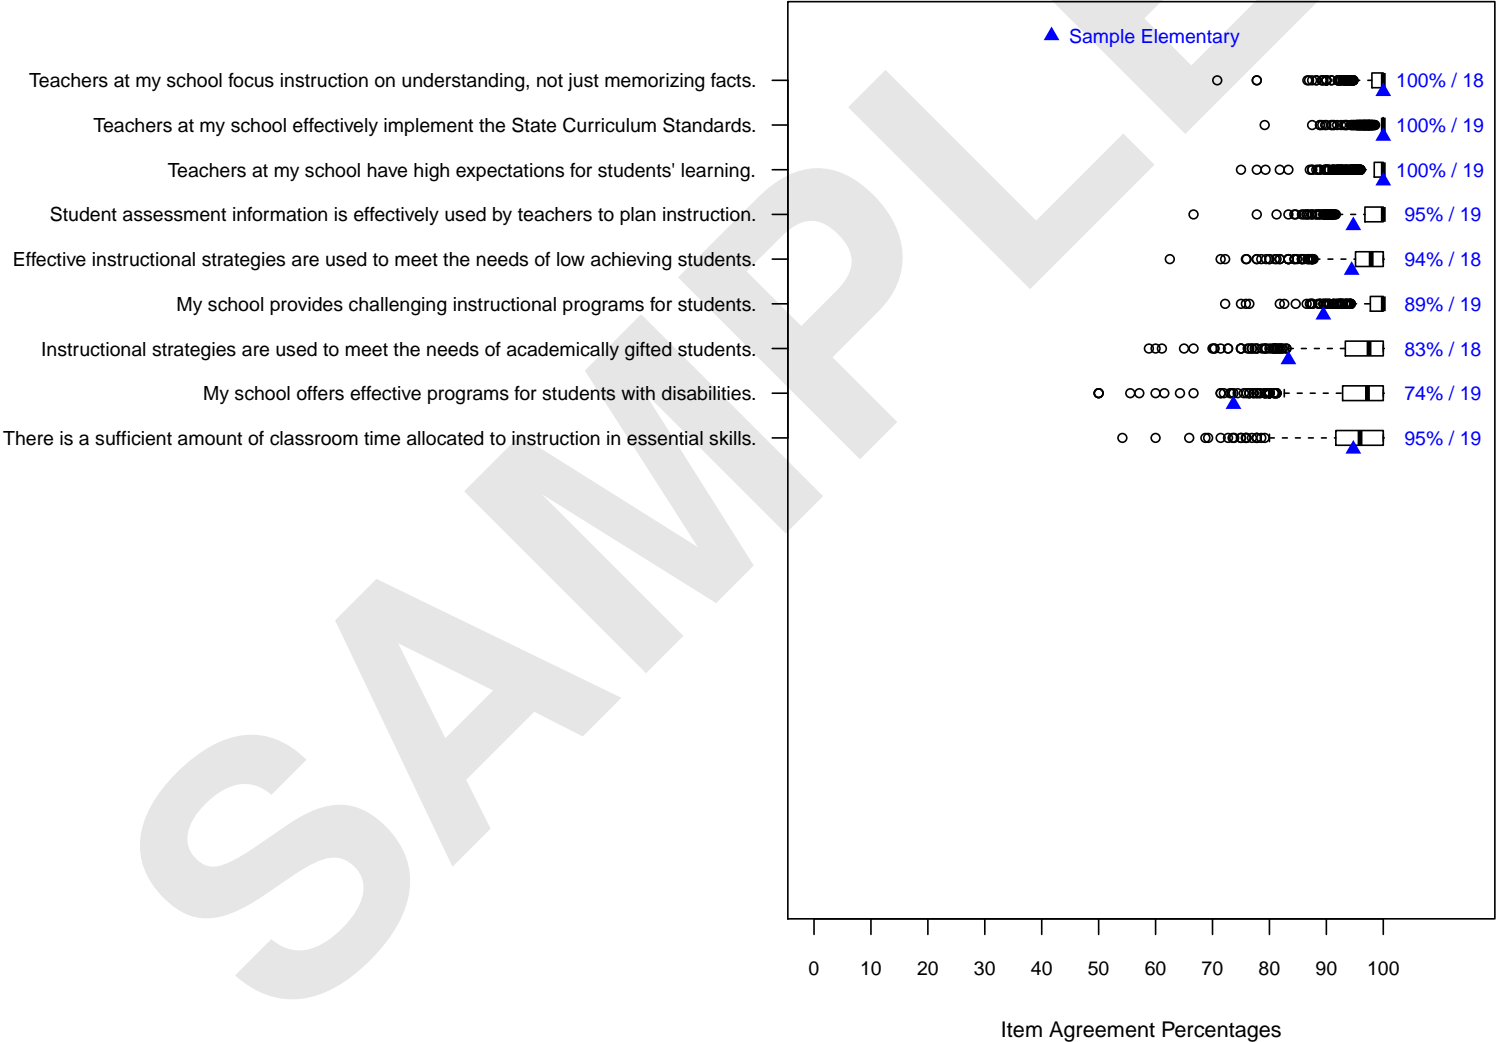 Sample Elementary
Teachers at my school focus instruction on understanding, not just memorizing facts. 100% / 18
Teachers at my school effectively implement the State Curriculum Standards. 100% / 19
Teachers at my school have high expectations for students' learning. 100% / 19
Student assessment information is effectively used by teachers to plan instruction. 95% / 19
Effective instructional strategies are used to meet the needs of low achieving students. 94% / 18
My school provides challenging instructional programs for students. 89% / 19
Instructional strategies are used to meet the needs of academically gifted students. 83% / 18
My school offers effective programs for students with disabilities. 74% / 19
There is a sufficient amount of classroom time allocated to instruction in essential skills. 95% / 19
0 10 20 30 40 50 60 70 80 90 100
Item Agreement Percentages
SAMPLE